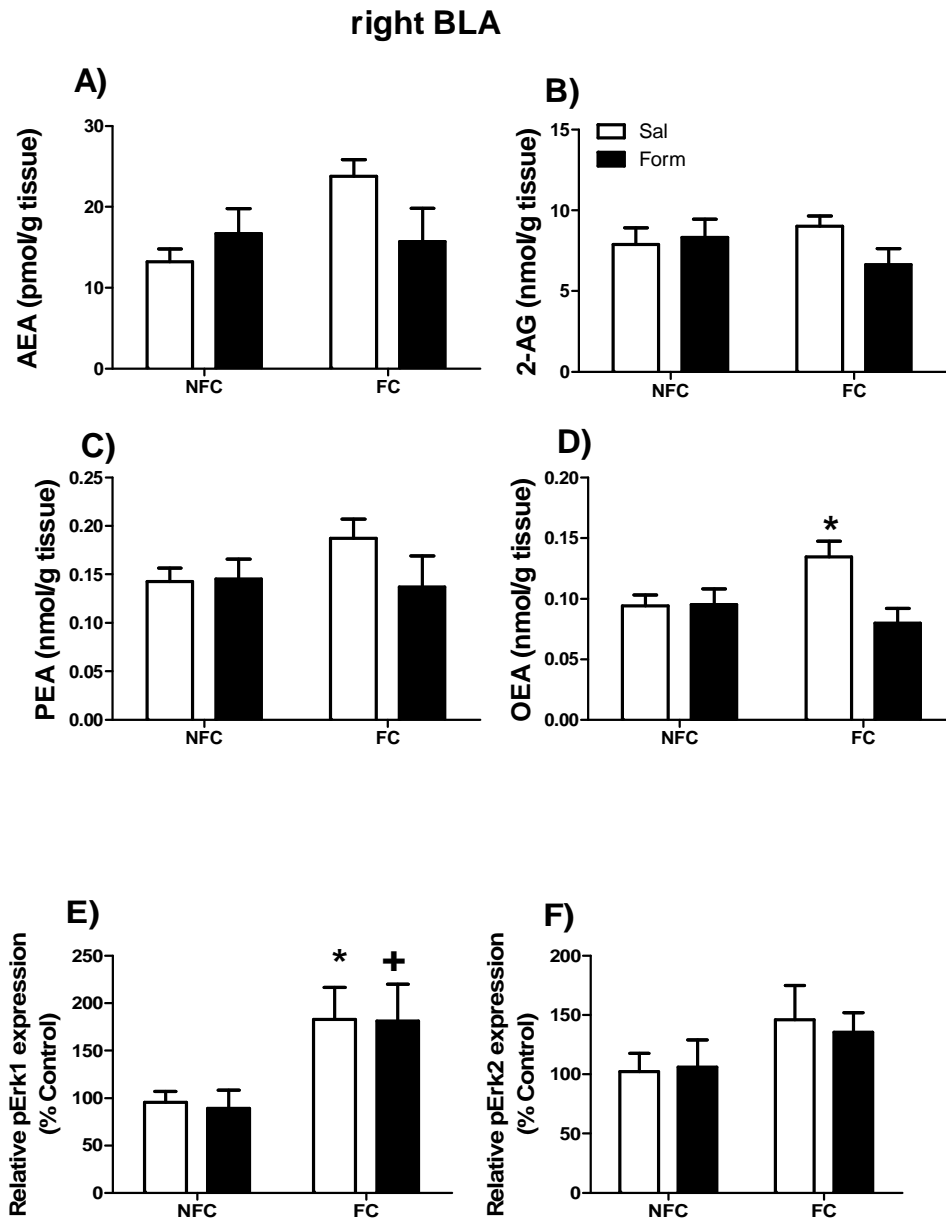 right BLA
A)
AEA (pmol/g tissue)
30
20
10
0
NFC
FC
B)
2-AG (nmol/g tissue)
15
10
5
0
Sal
Form
NFC
FC
C)
PEA (nmol/g tissue)
0.25
0.20
0.15
0.10
0.05
0.00
NFC
FC
D)
OEA (nmol/g tissue)
0.20
0.15
0.10
0.05
0.00
*
NFC
FC
E)
Relative pErk1 expression
(% Control)
250
200
150
100
50
0
*
+
NFC
FC
F)
Relative pErk2 expression
(% Control)
200
150
100
50
0
NFC
FC